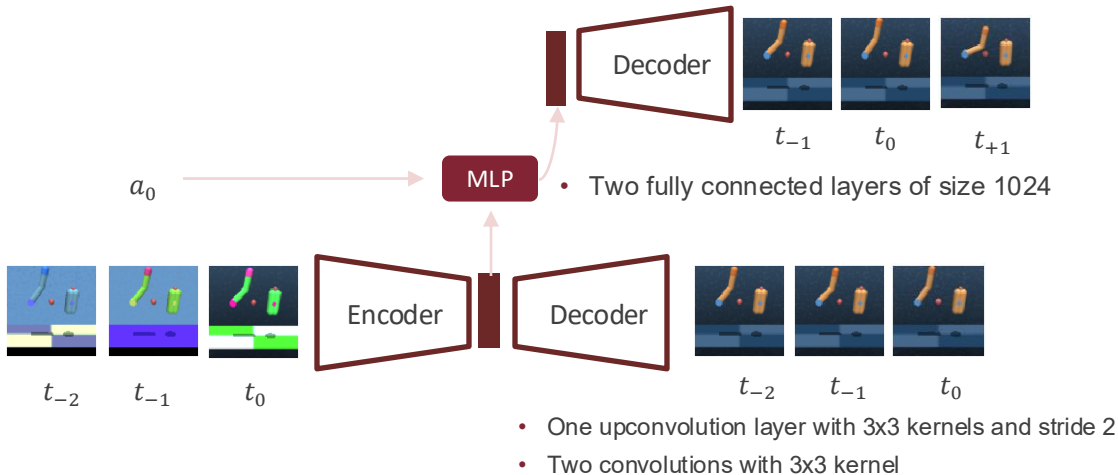 Decoder
t₋₁ t₀ t₊₁
a₀
MLP
• Two fully connected layers of size 1024
Encoder
Decoder
t₋₂ t₋₁ t₀
t₋₂ t₋₁ t₀
• One upconvolution layer with 3x3 kernels and stride 2
• Two convolutions with 3x3 kernel